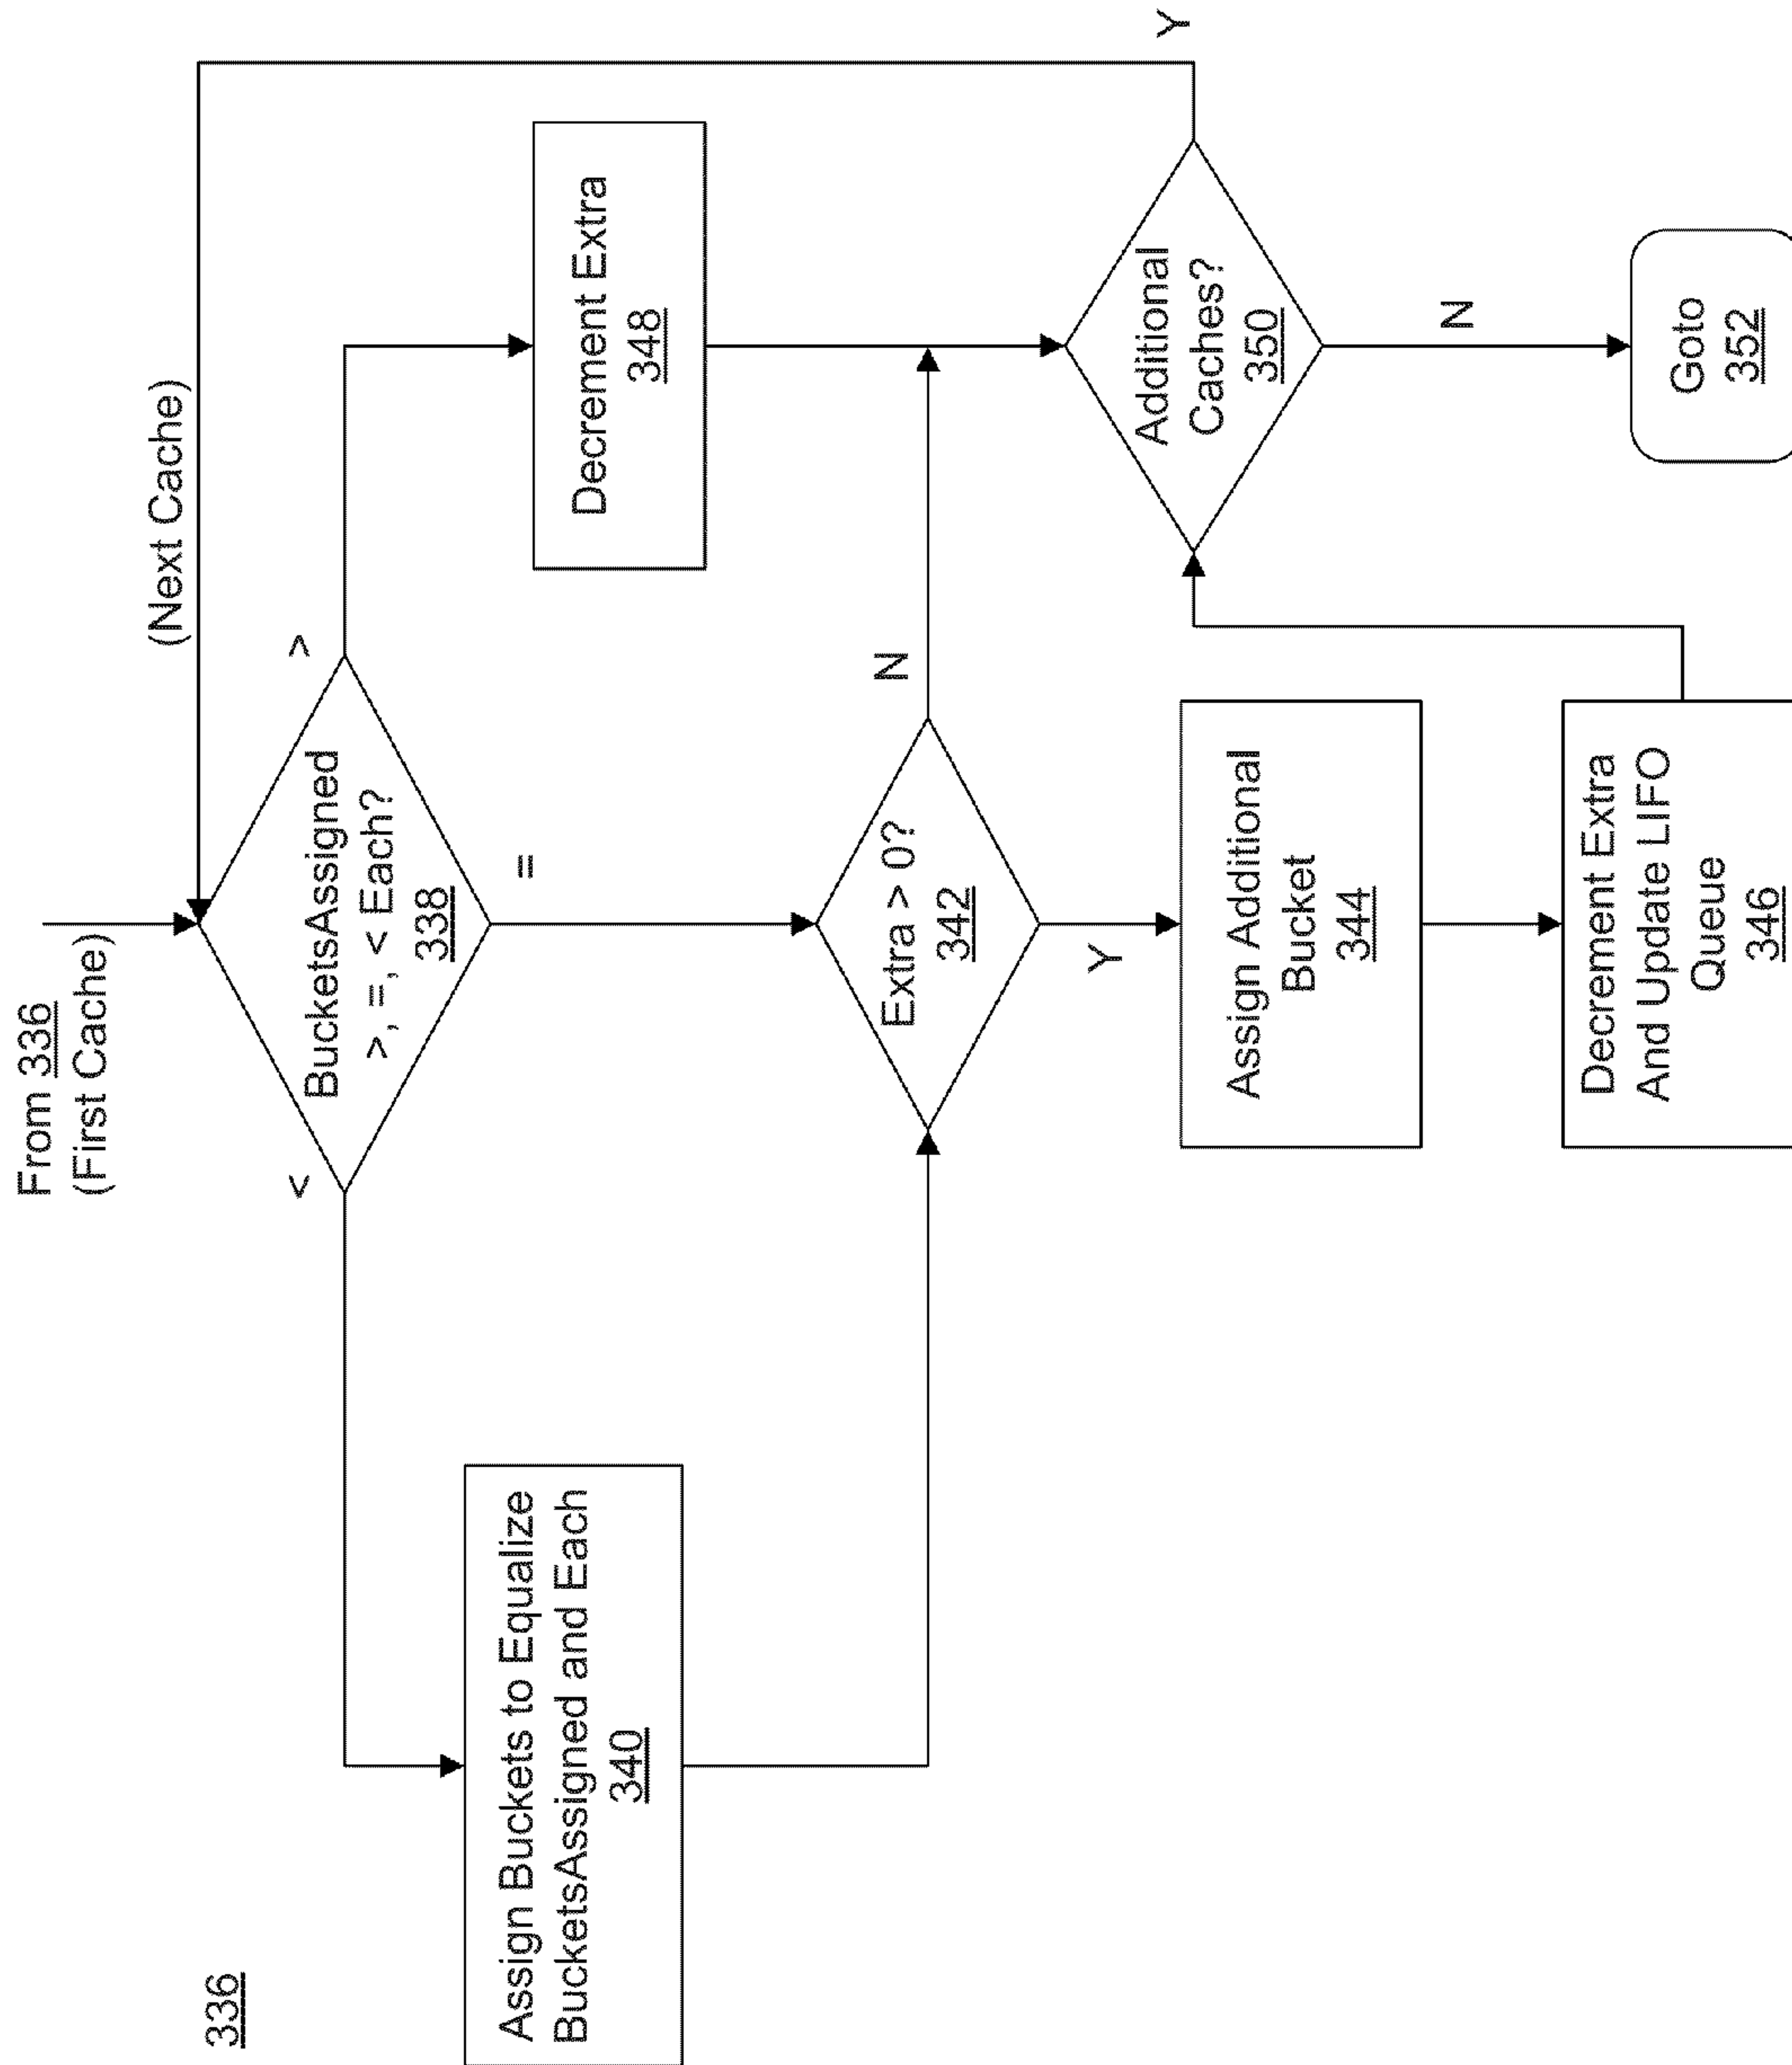 336
From 336
(First Cache)
(Next Cache)
BucketsAssigned
>, =, < Each?
338
<
>
=
Assign Buckets to Equalize
BucketsAssigned and Each
340
Decrement Extra
348
Extra > 0?
342
N
Y
Additional
Caches?
350
Y
N
Assign Additional
Bucket
344
Decrement Extra
And Update LIFO
Queue
346
Goto
352